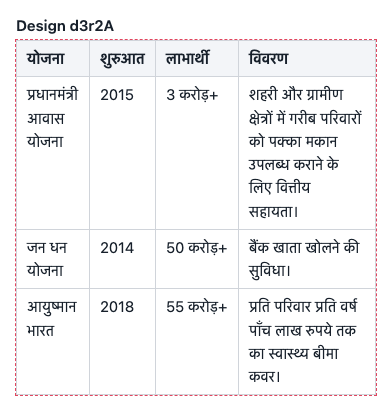 Design d3r2A
योजना शुरुआत लाभार्थी विवरण
प्रधानमंत्री आवास योजना 2015 3 करोड़+ शहरी और ग्रामीण क्षेत्रों में गरीब परिवारों को पक्का मकान उपलब्ध कराने के लिए वित्तीय सहायता।
जन धन योजना 2014 50 करोड़+ बैंक खाता खोलने की सुविधा।
आयुष्मान भारत 2018 55 करोड़+ प्रति परिवार प्रति वर्ष पाँच लाख रुपये तक का स्वास्थ्य बीमा कवर।